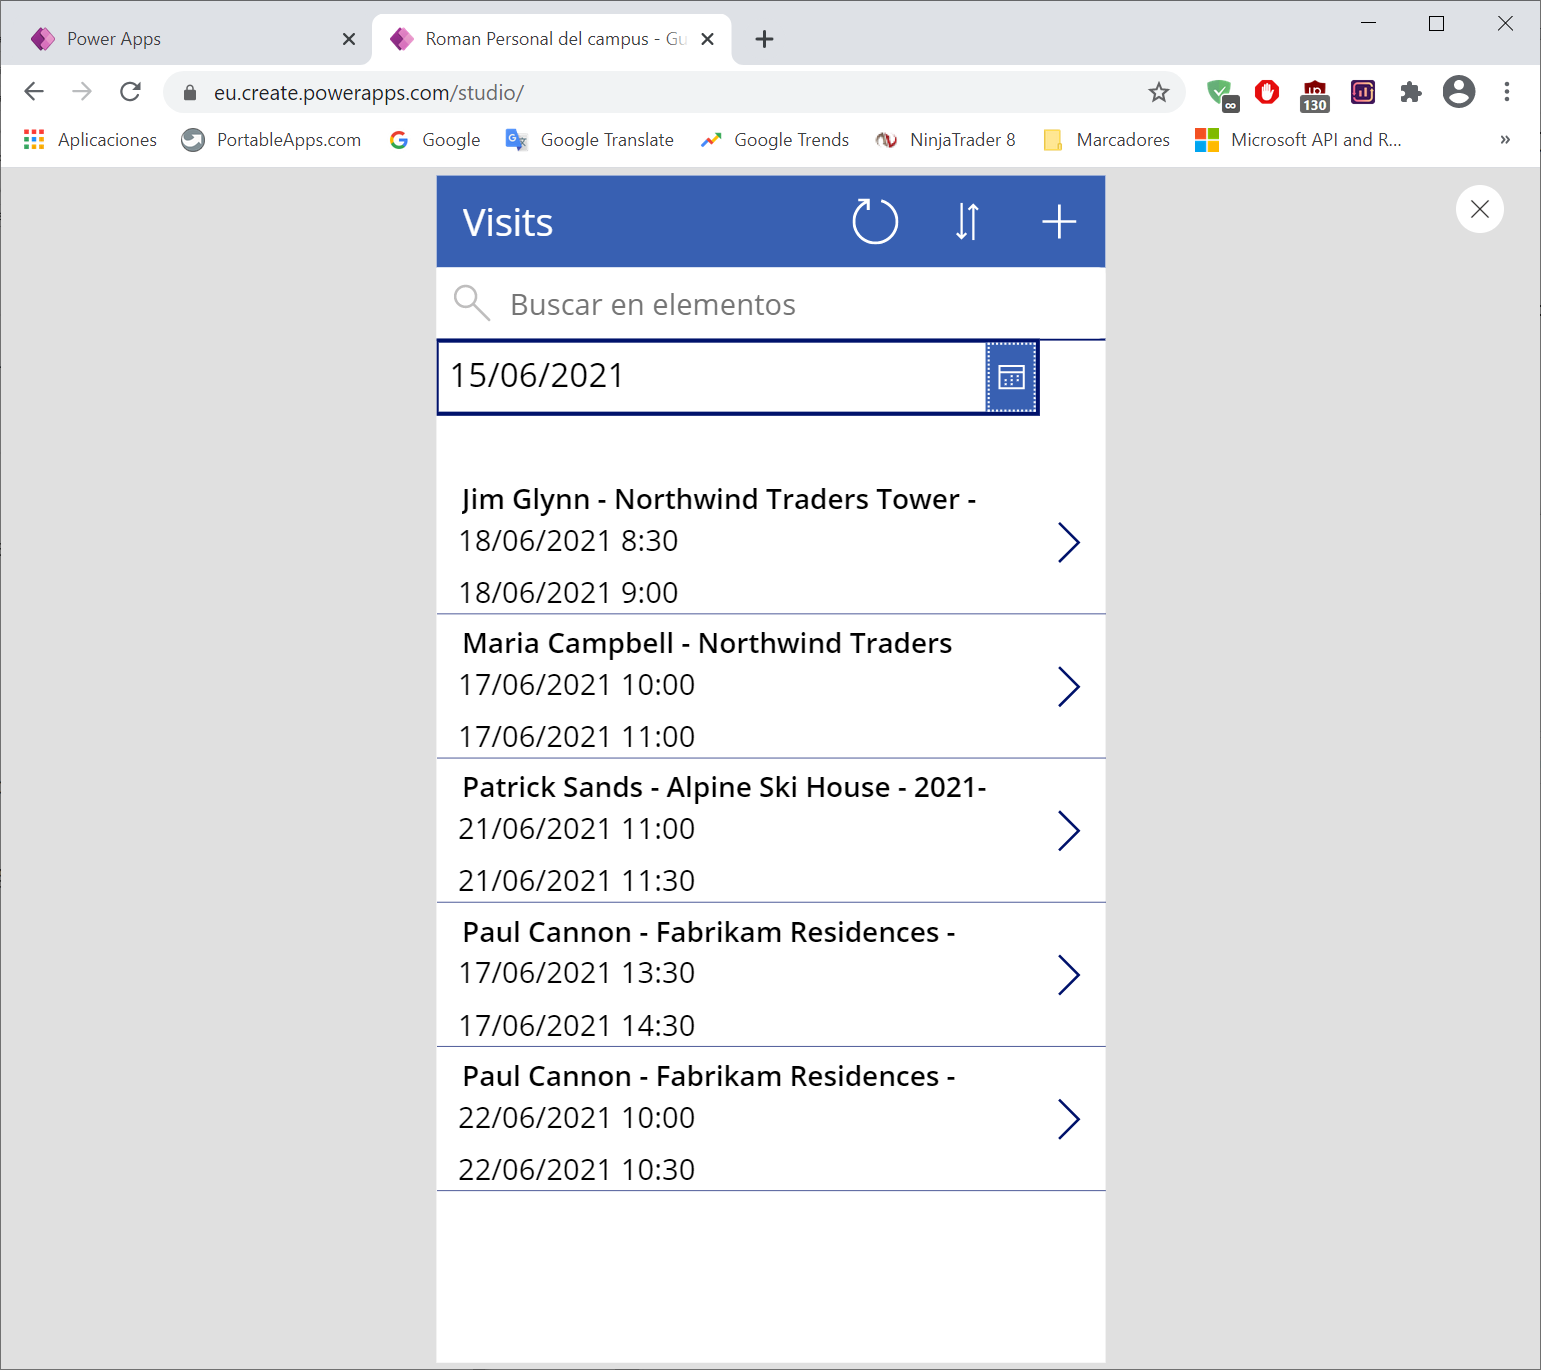 Power Apps
Roman Personal del campus - Gu
eu.create.powerapps.com/studio/
130
Aplicaciones
PortableApps.com
Google
Google Translate
Google Trends
NinjaTrader 8
Marcadores
Microsoft API and R...
»
Visits
Buscar en elementos
15/06/2021
Jim Glynn - Northwind Traders Tower -
18/06/2021 8:30
18/06/2021 9:00
Maria Campbell - Northwind Traders
17/06/2021 10:00
17/06/2021 11:00
Patrick Sands - Alpine Ski House - 2021-
21/06/2021 11:00
21/06/2021 11:30
Paul Cannon - Fabrikam Residences -
17/06/2021 13:30
17/06/2021 14:30
Paul Cannon - Fabrikam Residences -
22/06/2021 10:00
22/06/2021 10:30